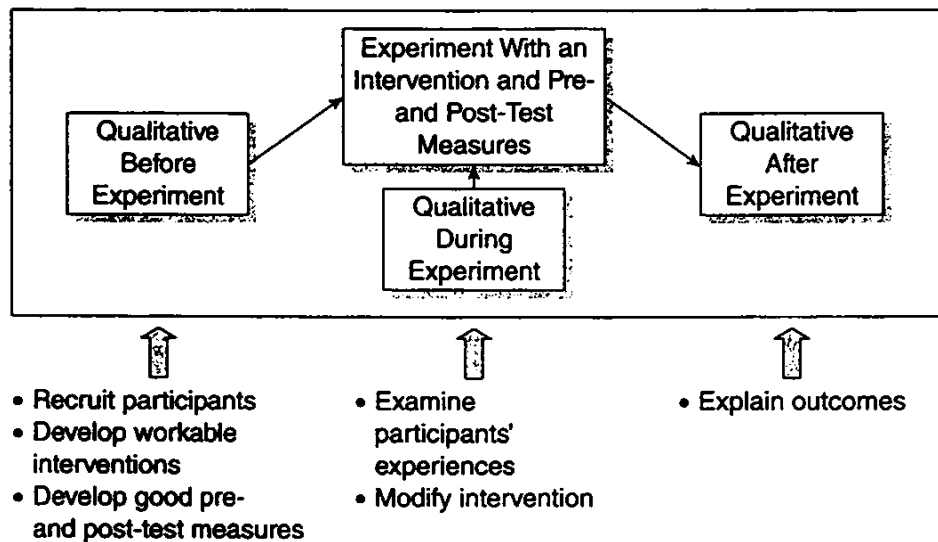 Experiment With an
Intervention and Pre-
and Post-Test
Measures
Qualitative
Before
Experiment
Qualitative
During
Experiment
Qualitative
After
Experiment
• Recruit participants
• Develop workable
interventions
• Develop good pre-
and post-test measures
• Examine
participants'
experiences
• Modify intervention
• Explain outcomes